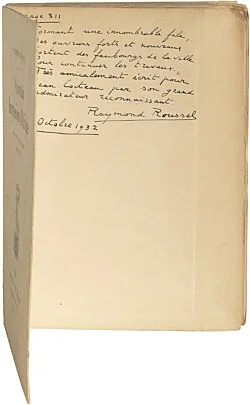 page 311
formant une innombrable file,
des ouvriers forts et nouveaux
sortent des faubourgs de la ville
pour continuer les travaux."
Très amicalement écrit pour
Jean Cocteau par son grand
admirateur reconnaissant.
Raymond Roussel
Octobre 1932